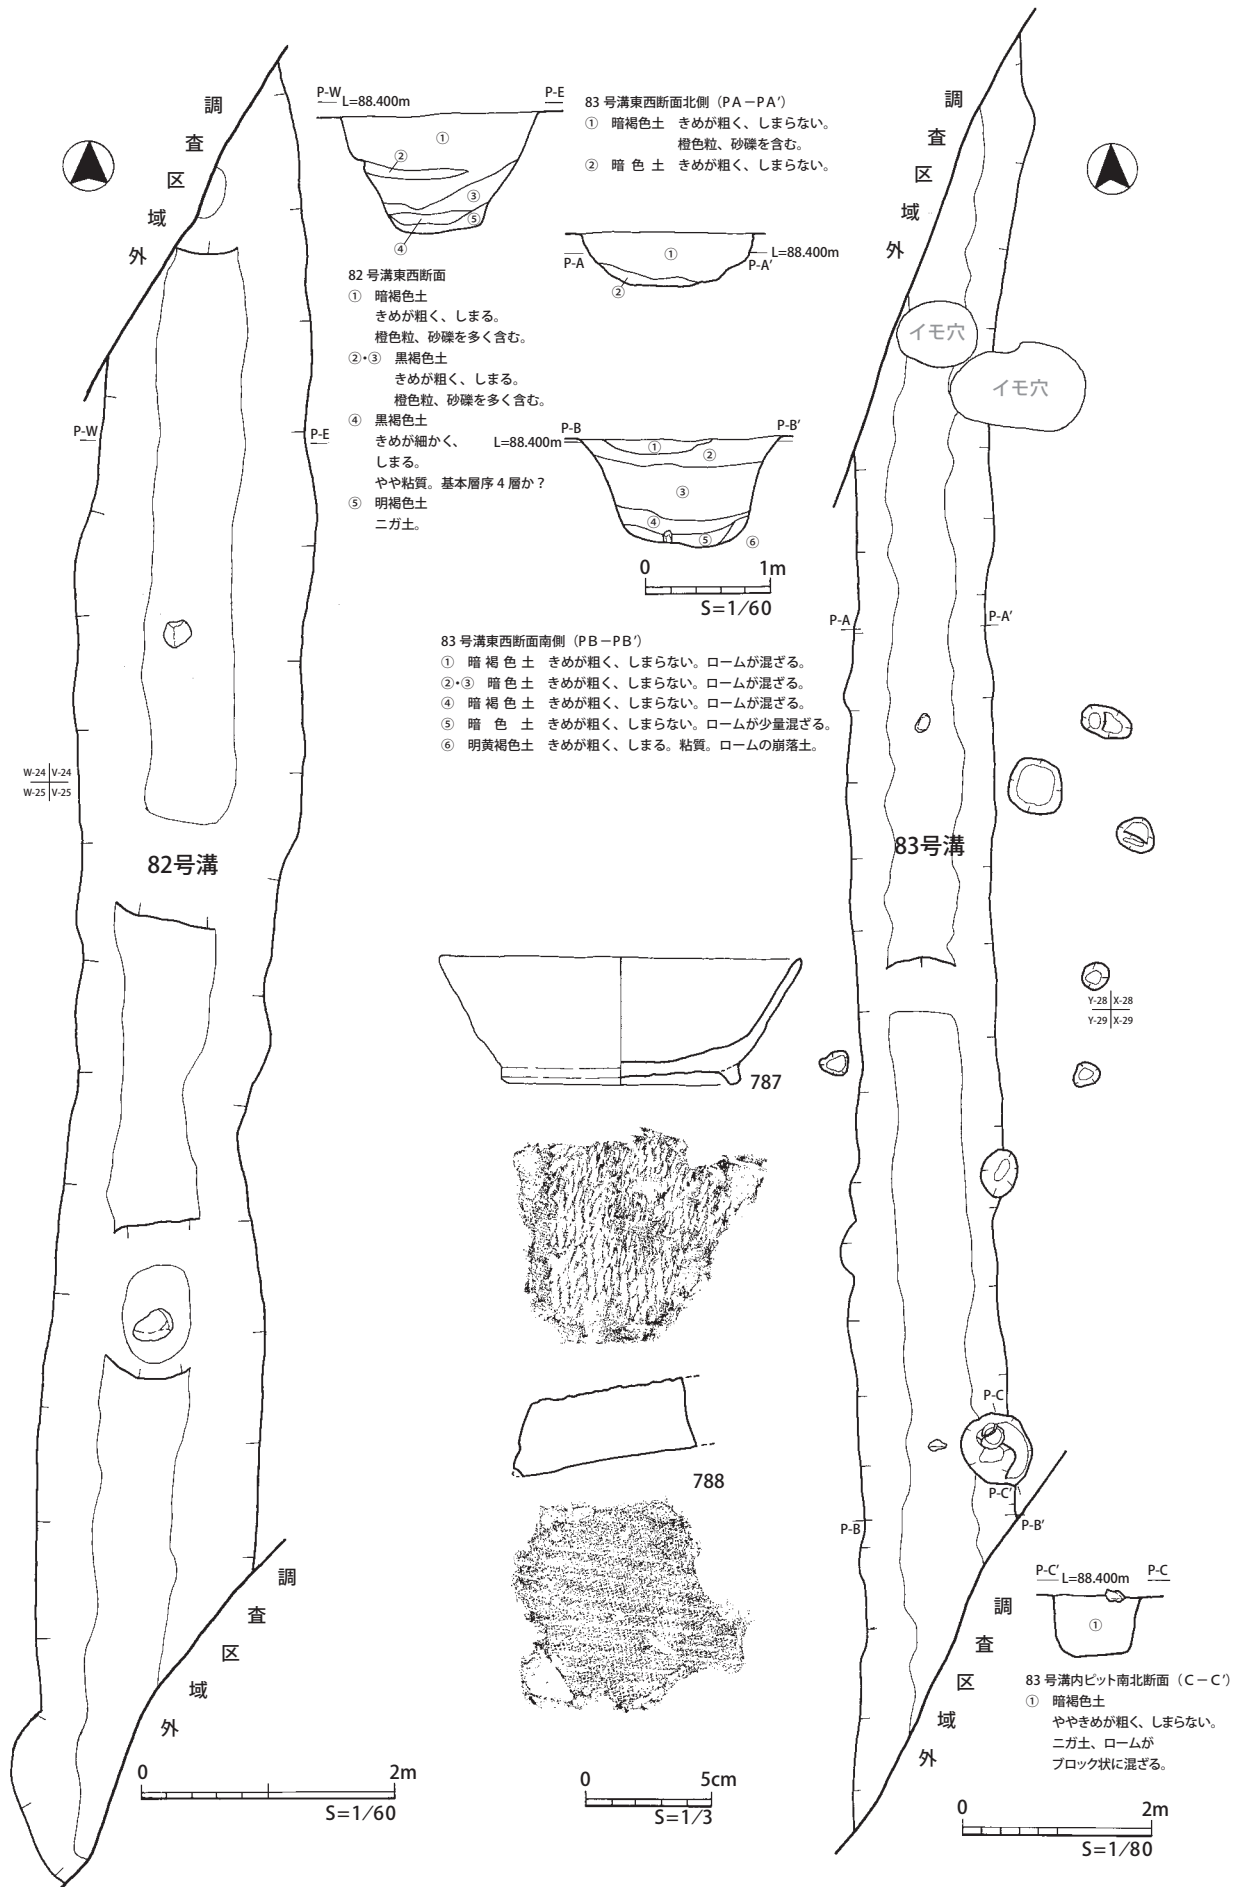 調査区域外
P-W L=88.400m P-E
①
②
③
⑤
④
82号溝東西断面
① 暗褐色土
きめが粗く、しまる。
橙色粒、砂礫を多く含む。
②・③ 黒褐色土
きめが粗く、しまる。
橙色粒、砂礫を多く含む。
④ 黒褐色土
きめが細かく、
しまる。
やや粘質。基本層序4層か？
⑤ 明褐色土
ニガ土。
83号溝東西断面北側（PA－PA′）
① 暗褐色土 きめが粗く、しまらない。
橙色粒、砂礫を含む。
② 暗色土 きめが粗く、しまらない。
P-A ① P-A′ L=88.400m
②
P-B P-B′
L=88.400m
①
②
③
④
⑤ ⑥
0 1m
S=1/60
83号溝東西断面南側（PB－PB′）
① 暗褐色土 きめが粗く、しまらない。ロームが混ざる。
②・③ 暗色土 きめが粗く、しまらない。ロームが混ざる。
④ 暗褐色土 きめが粗く、しまらない。ロームが混ざる。
⑤ 暗色土 きめが粗く、しまらない。ロームが少量混ざる。
⑥ 明黄褐色土 きめが粗く、しまる。粘質。ロームの崩落土。
P-W P-E
W-24 V-24
W-25 V-25
82号溝
調査区域外
0 2m
S=1/60
787
788
0 5cm
S=1/3
調査区域外
イモ穴
イモ穴
P-A P-A′
83号溝
Y-28 X-28
Y-29 X-29
P-C
P-C′
P-B P-B′
調査区域外
P-C′ L=88.400m P-C
①
83号溝内ピット南北断面（C－C′）
① 暗褐色土
ややきめが粗く、しまらない。
ニガ土、ロームが
ブロック状に混ざる。
0 2m
S=1/80